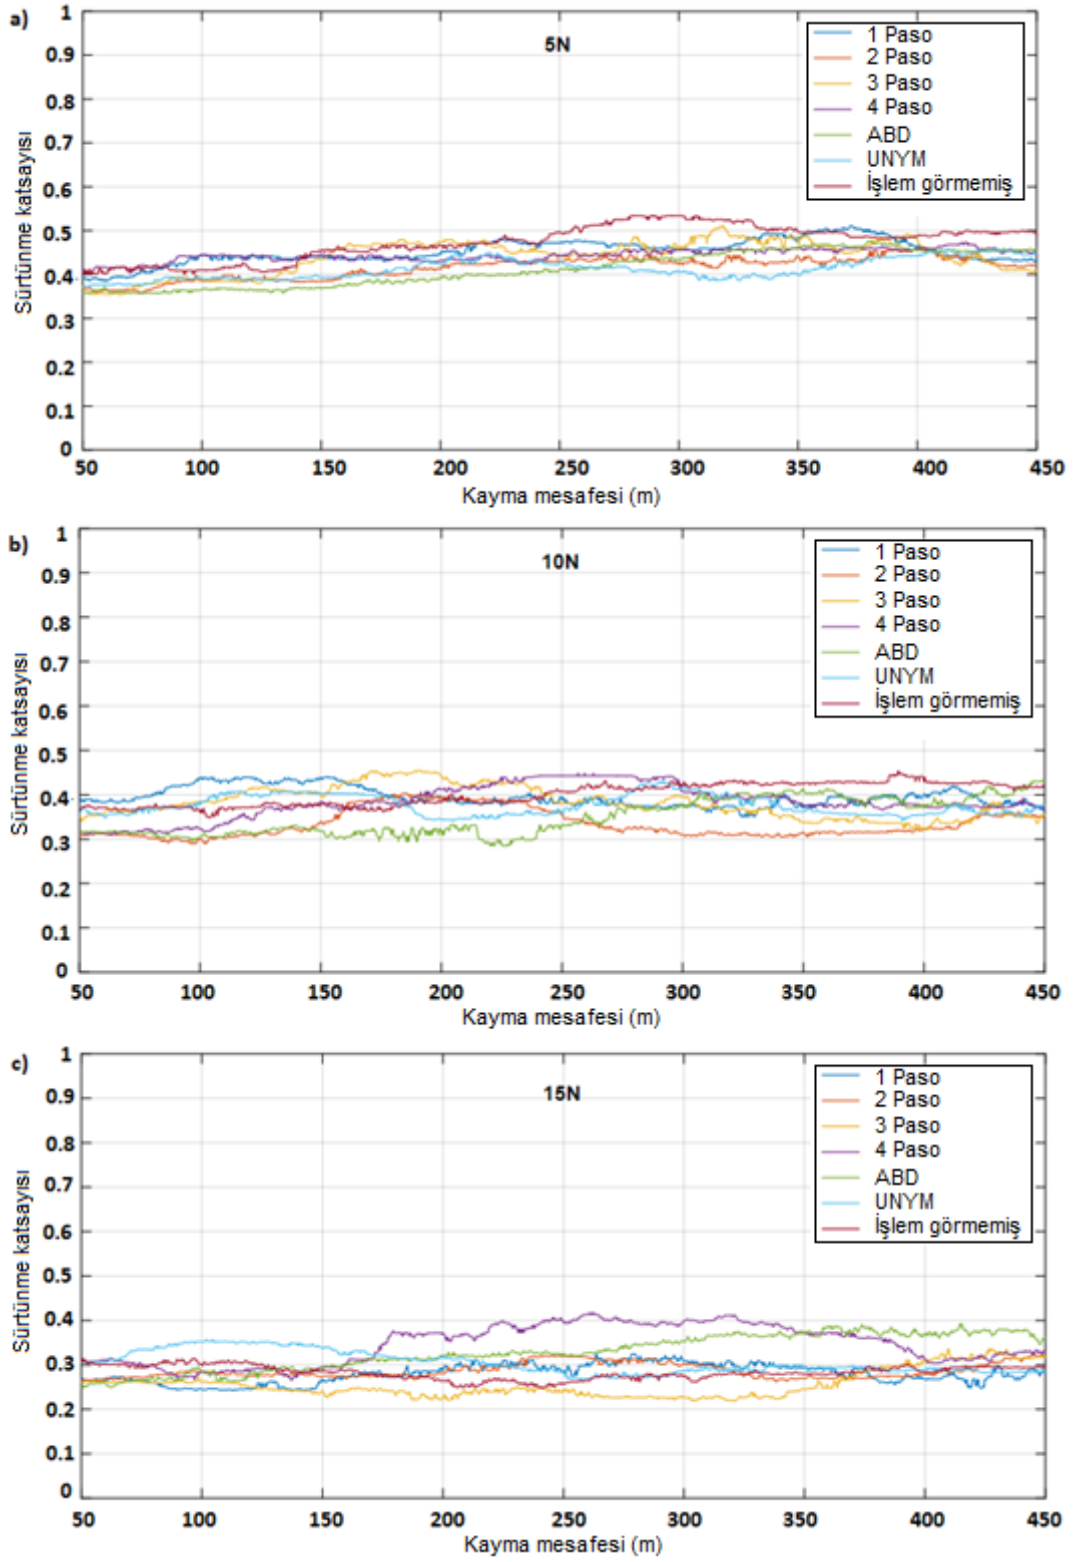 a)
5N
1 Paso
2 Paso
3 Paso
4 Paso
ABD
UNYM
İşlem görmemiş
Sürtünme katsayısı
1
0.9
0.8
0.7
0.6
0.5
0.4
0.3
0.2
0.1
0
50 100 150 200 250 300 350 400 450
Kayma mesafesi (m)
b)
10N
1 Paso
2 Paso
3 Paso
4 Paso
ABD
UNYM
İşlem görmemiş
Sürtünme katsayısı
1
0.9
0.8
0.7
0.6
0.5
0.4
0.3
0.2
0.1
0
50 100 150 200 250 300 350 400 450
Kayma mesafesi (m)
c)
15N
1 Paso
2 Paso
3 Paso
4 Paso
ABD
UNYM
İşlem görmemiş
Sürtünme katsayısı
1
0.9
0.8
0.7
0.6
0.5
0.4
0.3
0.2
0.1
0
50 100 150 200 250 300 350 400 450
Kayma mesafesi (m)